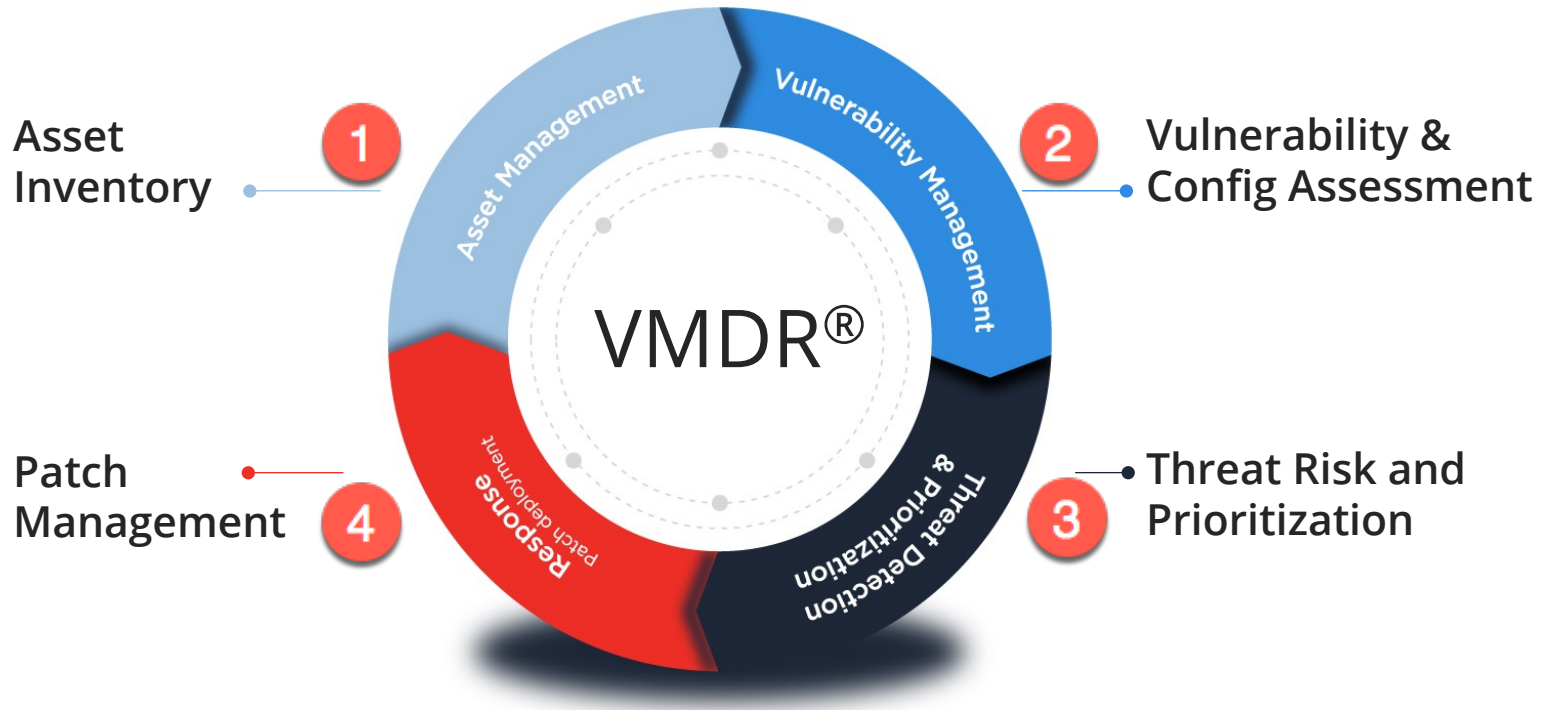 Asset
Inventory
1
Asset Management
Vulnerability Management
2
Vulnerability &
Config Assessment
VMDR®
Patch
Management
4
Response
Patch deployment
Threat Detection
& Prioritization
3
Threat Risk and
Prioritization